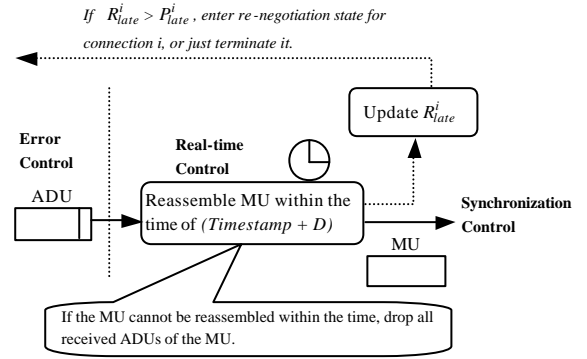 If R^i_late > P^i_late , enter re-negotiation state for
connection i, or just terminate it.
Update R^i_late
Error
Control
Real-time
Control
ADU
Reassemble MU within the
time of (Timestamp + D)
Synchronization
Control
MU
If the MU cannot be reassembled within the time, drop all
received ADUs of the MU.